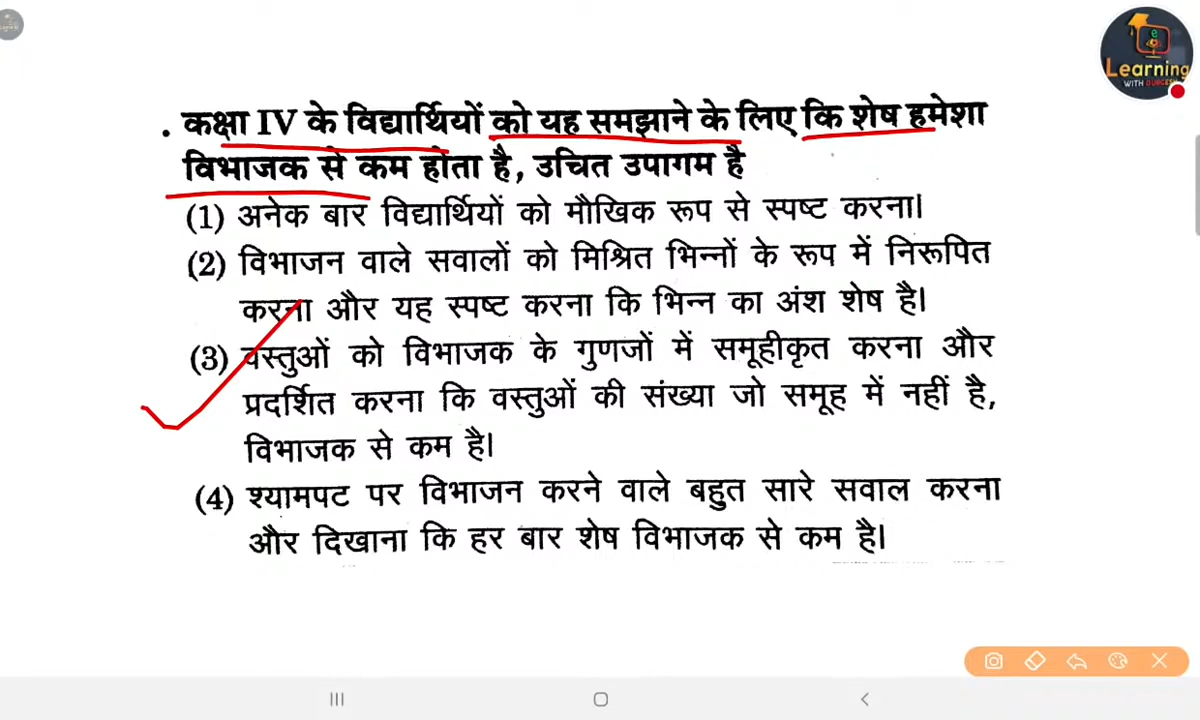 Learning
WITH DURGESH
. कक्षा IV के विद्यार्थियों को यह समझाने के लिए कि शेष हमेशा
विभाजक से कम होता है, उचित उपागम है
(1) अनेक बार विद्यार्थियों को मौखिक रूप से स्पष्ट करना।
(2) विभाजन वाले सवालों को मिश्रित भिन्नों के रूप में निरूपित
करना और यह स्पष्ट करना कि भिन्न का अंश शेष है।
(3) वस्तुओं को विभाजक के गुणजों में समूहीकृत करना और
प्रदर्शित करना कि वस्तुओं की संख्या जो समूह में नहीं है,
विभाजक से कम है।
(4) श्यामपट पर विभाजन करने वाले बहुत सारे सवाल करना
और दिखाना कि हर बार शेष विभाजक से कम है।